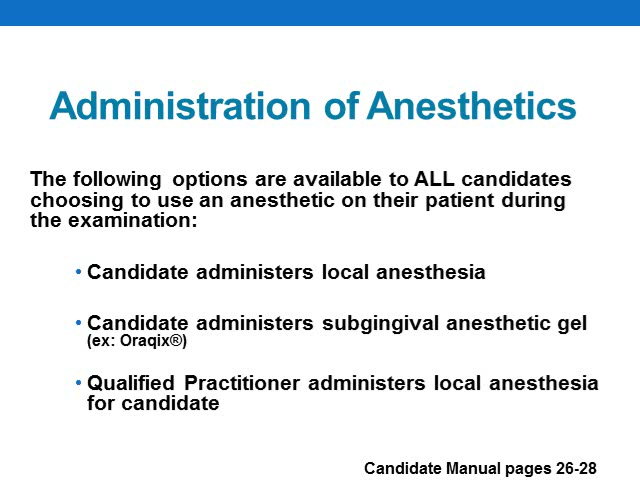 Administration of Anesthetics
The following options are available to ALL candidates
choosing to use an anesthetic on their patient during
the examination:
• Candidate administers local anesthesia
• Candidate administers subgingival anesthetic gel
(ex: Oraqix®)
• Qualified Practitioner administers local anesthesia
for candidate
Candidate Manual pages 26-28